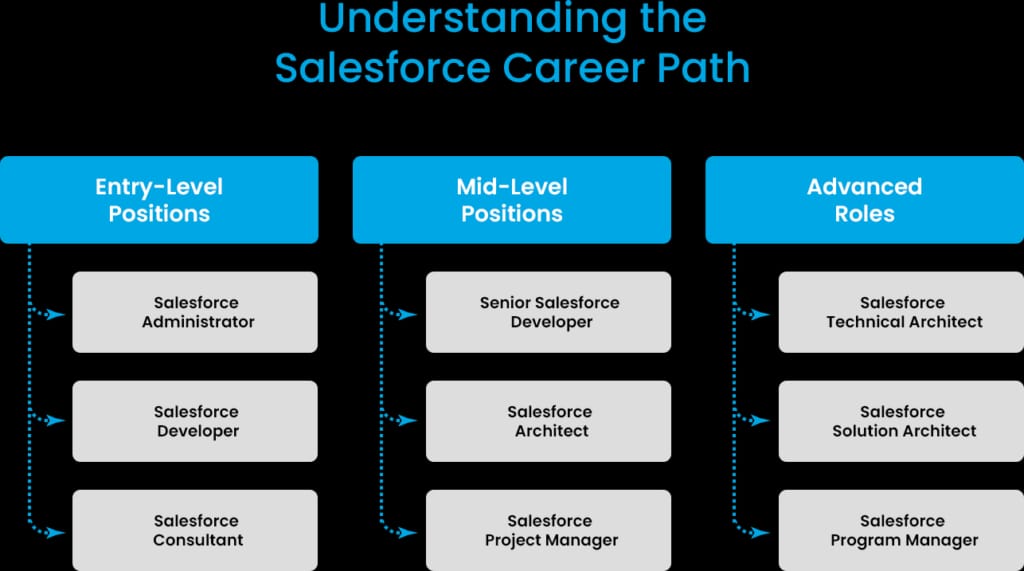 Understanding the
Salesforce Career Path
Entry-Level
Positions
Salesforce
Administrator
Salesforce
Developer
Salesforce
Consultant
Mid-Level
Positions
Senior Salesforce
Developer
Salesforce
Architect
Salesforce
Project Manager
Advanced
Roles
Salesforce
Technical Architect
Salesforce
Solution Architect
Salesforce
Program Manager